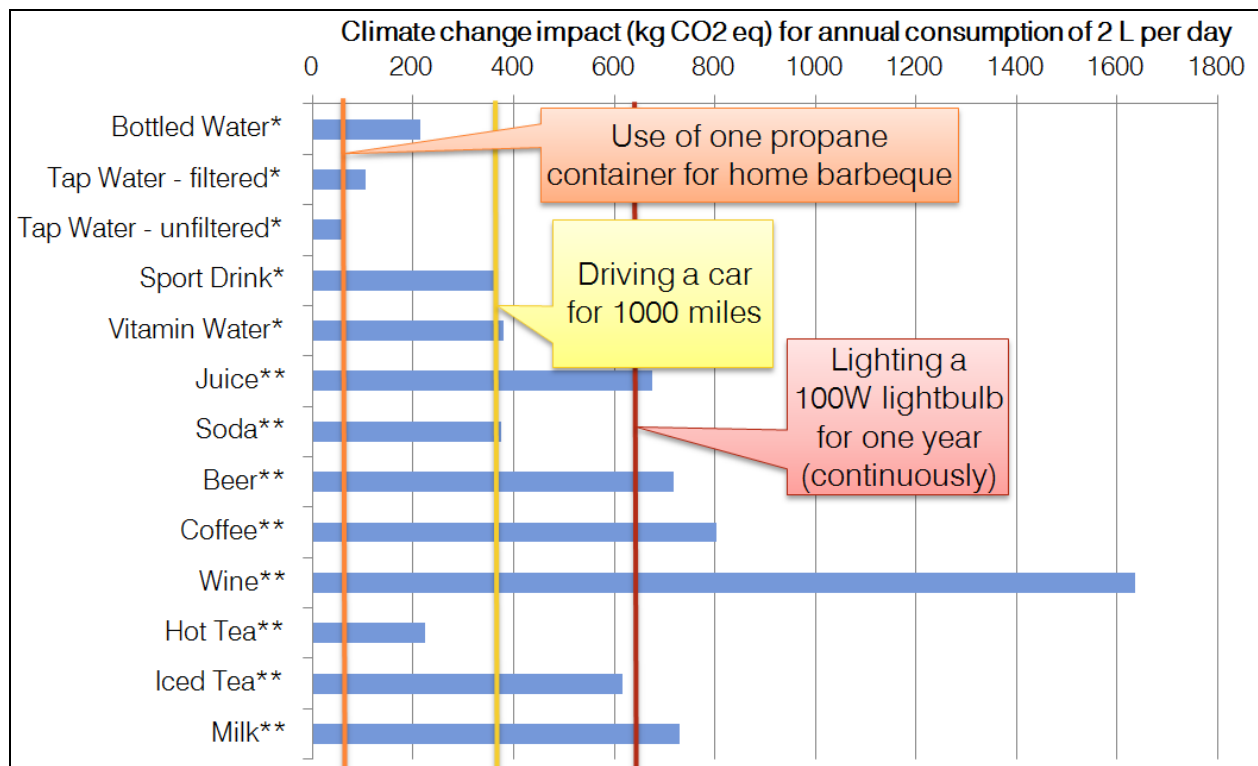 Climate change impact (kg CO2 eq) for annual consumption of 2 L per day
0 200 400 600 800 1000 1200 1400 1600 1800
Bottled Water*
Tap Water - filtered*
Tap Water - unfiltered*
Sport Drink*
Vitamin Water*
Juice**
Soda**
Beer**
Coffee**
Wine**
Hot Tea**
Iced Tea**
Milk**
Use of one propane
container for home barbeque
Driving a car
for 1000 miles
Lighting a
100W lightbulb
for one year
(continuously)